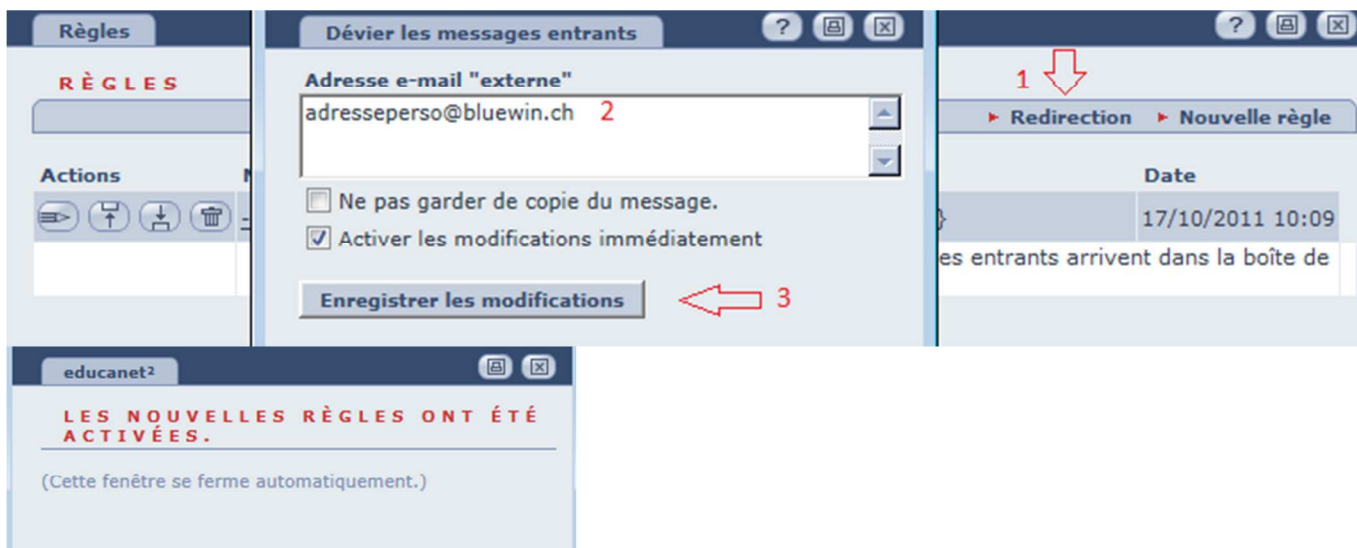 Règles
Dévier les messages entrants
?
?
RÈGLES
Adresse e-mail "externe"
1
adresseperso@bluewin.ch 2
Redirection Nouvelle règle
Actions
Date
Ne pas garder de copie du message.
}
17/10/2011 10:09
Activer les modifications immédiatement
es entrants arrivent dans la boîte de
Enregistrer les modifications
3
educanet²
LES NOUVELLES RÈGLES ONT ÉTÉ
ACTIVÉES.
(Cette fenêtre se ferme automatiquement.)